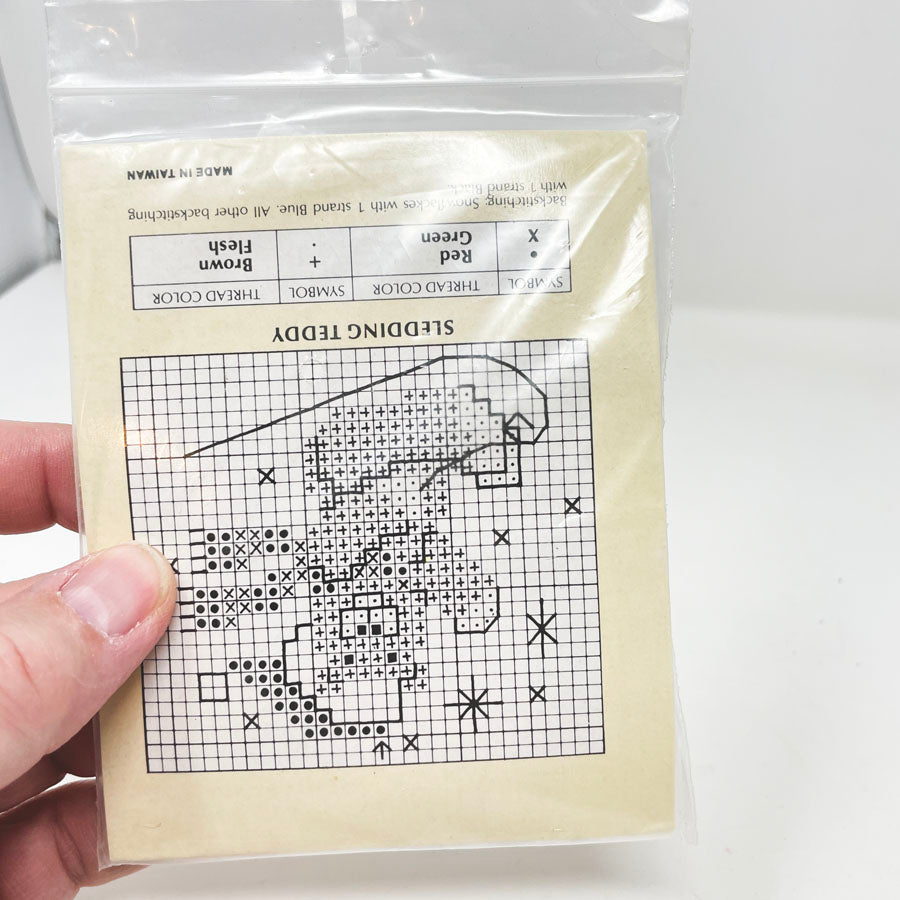 SLEDDING TEDDY
SYMBOL THREAD COLOR SYMBOL THREAD COLOR
• Red + Brown
X Green · Flesh
Backstitching: Snowflackes with 1 strand Blue. All other backstitching
with 1 strand Black.
MADE IN TAIWAN